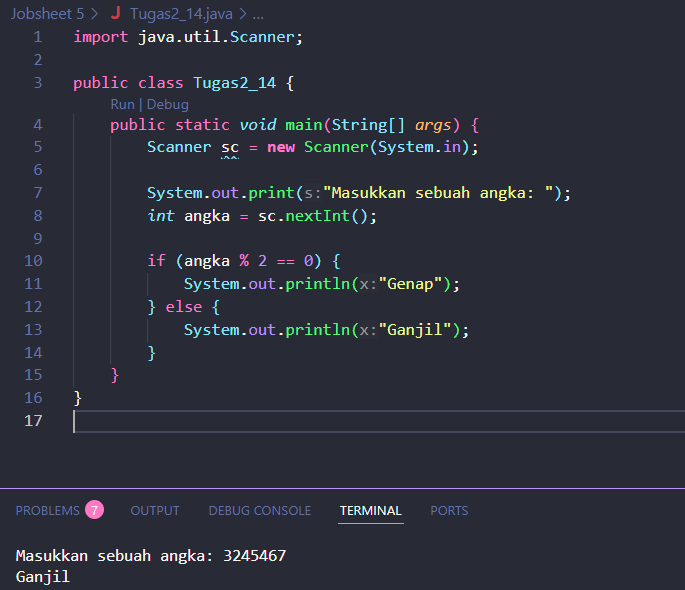 Jobsheet 5 > J Tugas2_14.java > ...
1 import java.util.Scanner;
2
3 public class Tugas2_14 {
Run | Debug
4 public static void main(String[] args) {
5 Scanner sc = new Scanner(System.in);
6
7 System.out.print(s:"Masukkan sebuah angka: ");
8 int angka = sc.nextInt();
9
10 if (angka % 2 == 0) {
11 System.out.println(x:"Genap");
12 } else {
13 System.out.println(x:"Ganjil");
14 }
15 }
16 }
17
PROBLEMS 7 OUTPUT DEBUG CONSOLE TERMINAL PORTS
Masukkan sebuah angka: 3245467
Ganjil